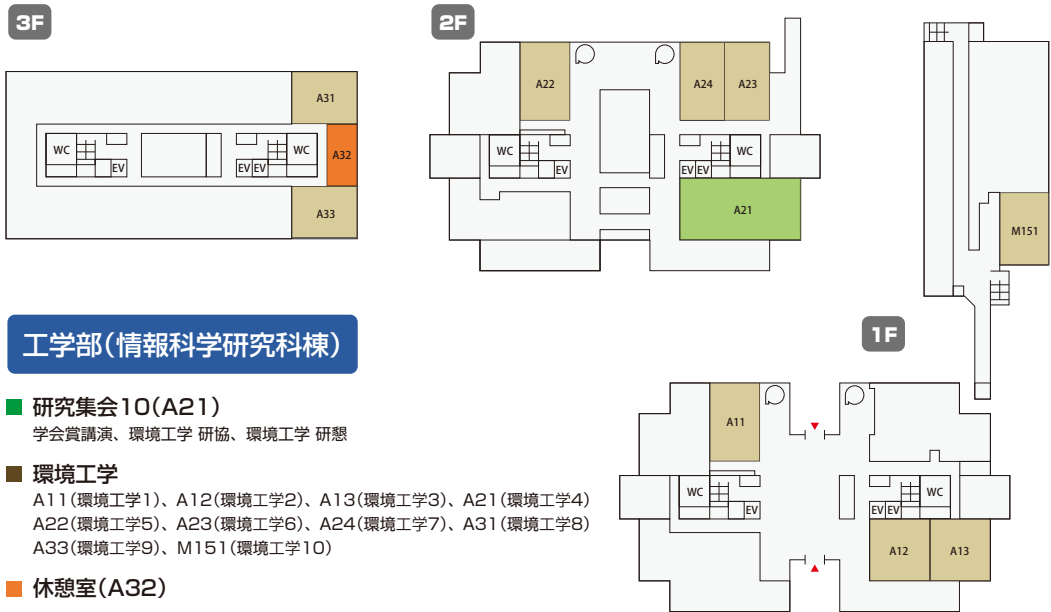 3F
A31
WC
EV
EV EV
WC
A32
A33
2F
A22
A24
A23
WC
EV
EV EV
WC
A21
M151
工学部(情報科学研究科棟)
1F
A11
WC
EV
EV EV
WC
A12
A13
研究集会10(A21)
学会賞講演、環境工学 研協、環境工学 研懇
環境工学
A11(環境工学1)、A12(環境工学2)、A13(環境工学3)、A21(環境工学4)
A22(環境工学5)、A23(環境工学6)、A24(環境工学7)、A31(環境工学8)
A33(環境工学9)、M151(環境工学10)
休憩室(A32)